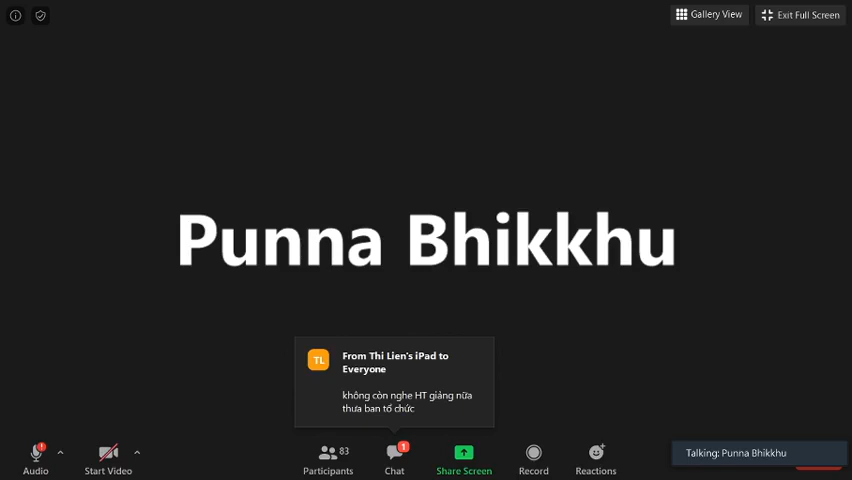 Gallery View
Exit Full Screen
Punna Bhikkhu
TL
From Thi Lien's iPad to
Everyone
không còn nghe HT giảng nữa
thưa ban tổ chức
83
1
Audio
Start Video
Participants
Chat
Share Screen
Record
Reactions
Talking: Punna Bhikkhu